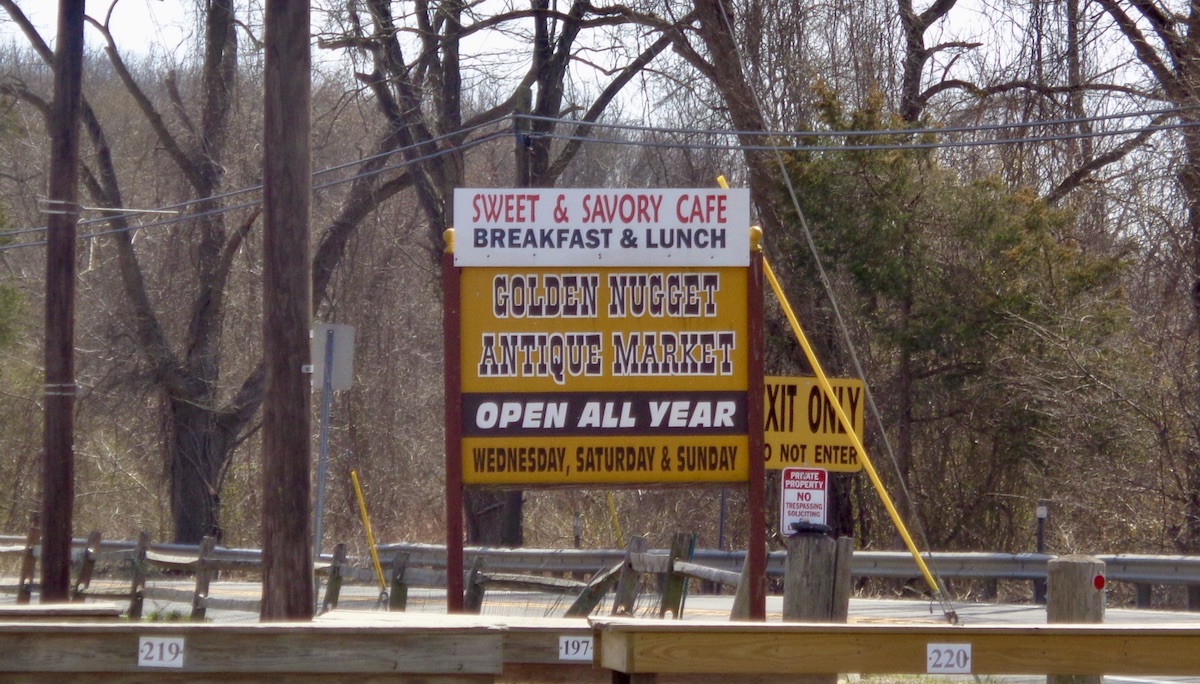 SWEET & SAVORY CAFE
BREAKFAST & LUNCH
GOLDEN NUGGET
ANTIQUE MARKET
OPEN ALL YEAR
WEDNESDAY, SATURDAY & SUNDAY
XIT ONLY
O NOT ENTER
PRIVATE
PROPERTY
NO
TRESPASSING
SOLICITING
-219-
-197-
-220-